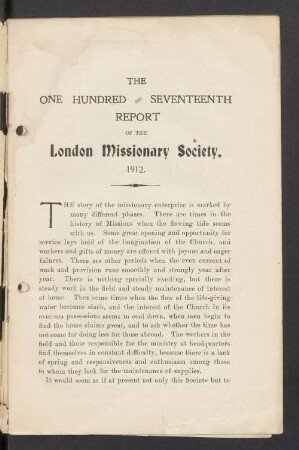 THE
ONE HUNDRED and SEVENTEENTH
REPORT
OF THE
London Missionary Society.
1912.
THE story of the missionary enterprise is marked by
many different phases. There are times in the
history of Missions when the flowing tide seems
with us. Some great opening and opportunity for
service lays hold of the imagination of the Church, and
workers and gifts of money are offered with joyous and eager
fulness. There are other periods when the even current of
work and provision runs smoothly and strongly year after
year. There is nothing specially exciting, but there is
steady work in the field and steady maintenance of interest
at home. Then come times when the flow of the life-giving
water becomes slack, and the interest of the Church in its
over-sea possessions seems to cool down, when men begin to
find the home claims great, and to ask whether the time has
not come for doing less for those abroad. The workers in the
field and those responsible for the ministry at headquarters
find themselves in constant difficulty, because there is a lack
of spring and responsiveness and enthusiasm among those
to whom they look for the maintenance of supplies.
It would seem as if at present not only this Society but to